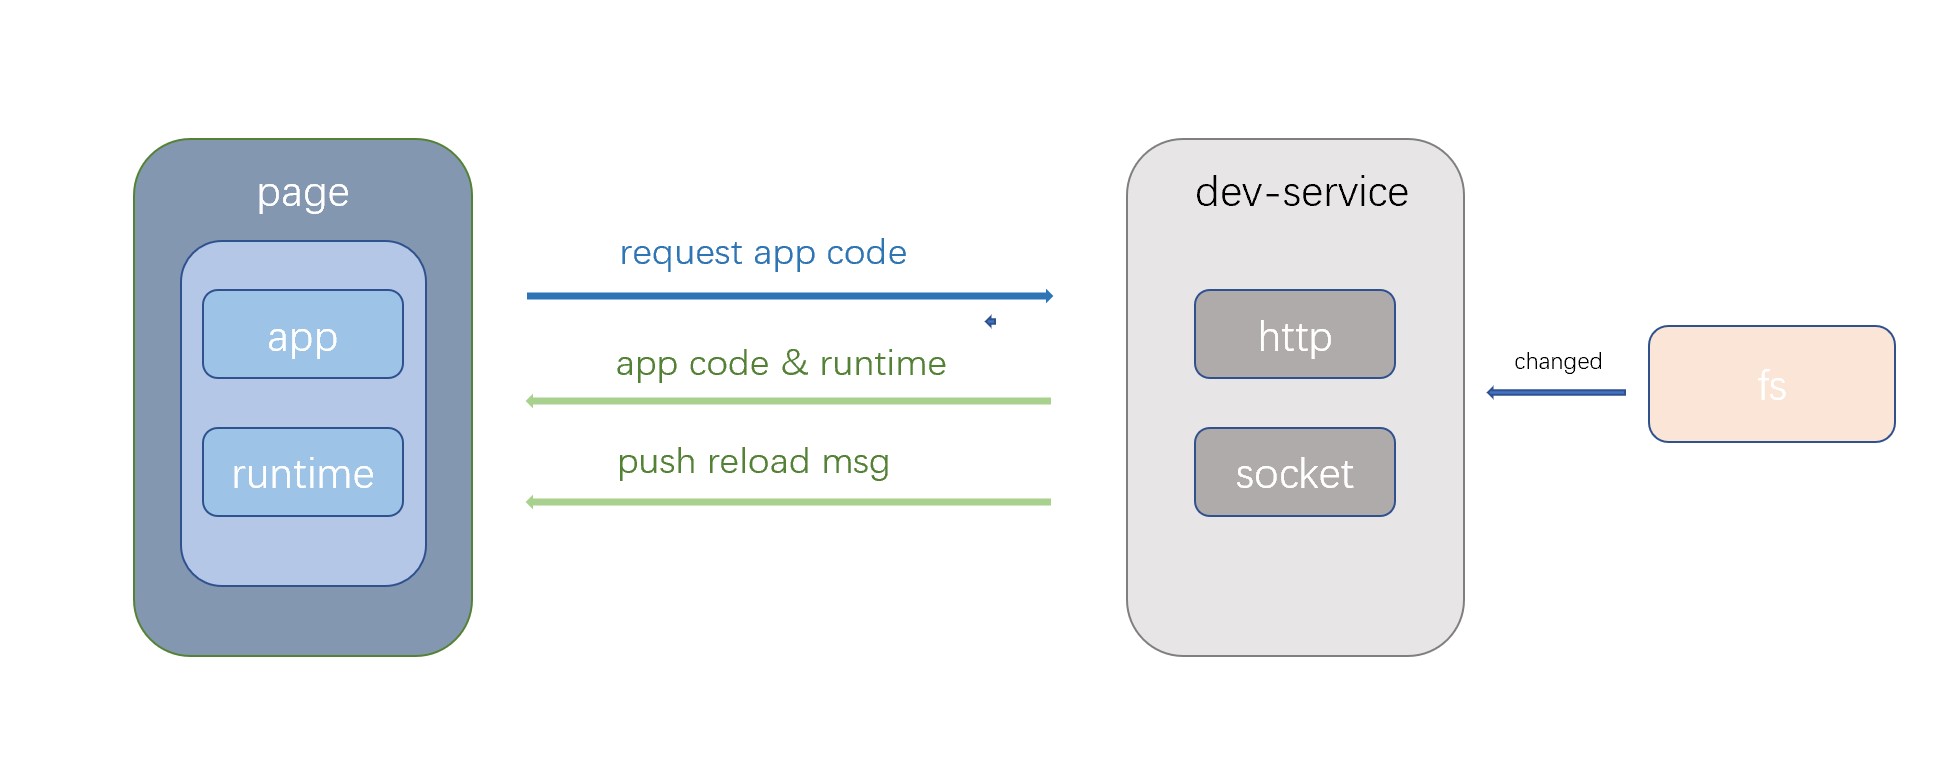 page
app
runtime
request app code
app code & runtime
push reload msg
dev-service
http
socket
changed
fs